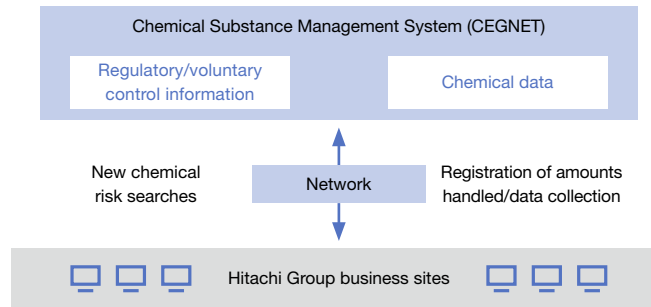 Chemical Substance Management System (CEGNET)
Regulatory/voluntary
control information
Chemical data
New chemical
risk searches
Network
Registration of amounts
handled/data collection
Hitachi Group business sites